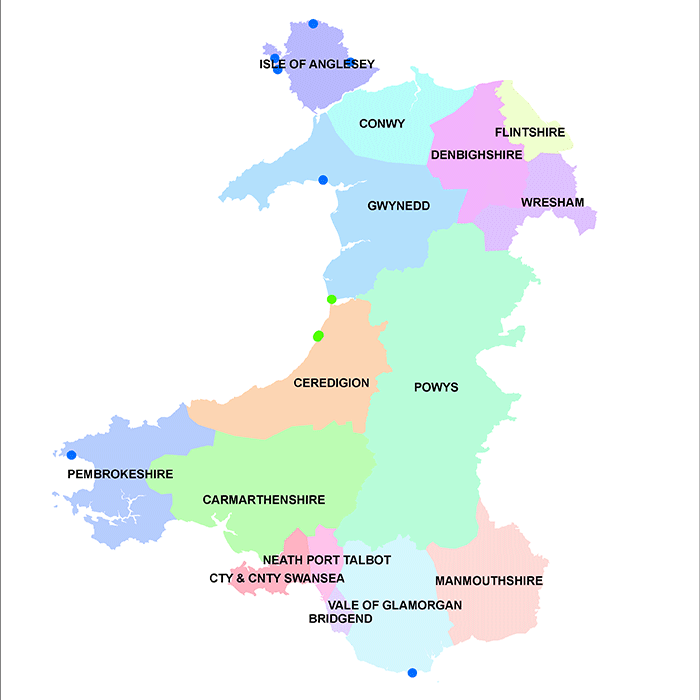 ISLE OF ANGLESEY
CONWY
FLINTSHIRE
DENBIGHSHIRE
WRESHAM
GWYNEDD
CEREDIGION
POWYS
PEMBROKESHIRE
CARMARTHENSHIRE
NEATH PORT TALBOT
CTY & CNTY SWANSEA
MANMOUTHSHIRE
VALE OF GLAMORGAN
BRIDGEND